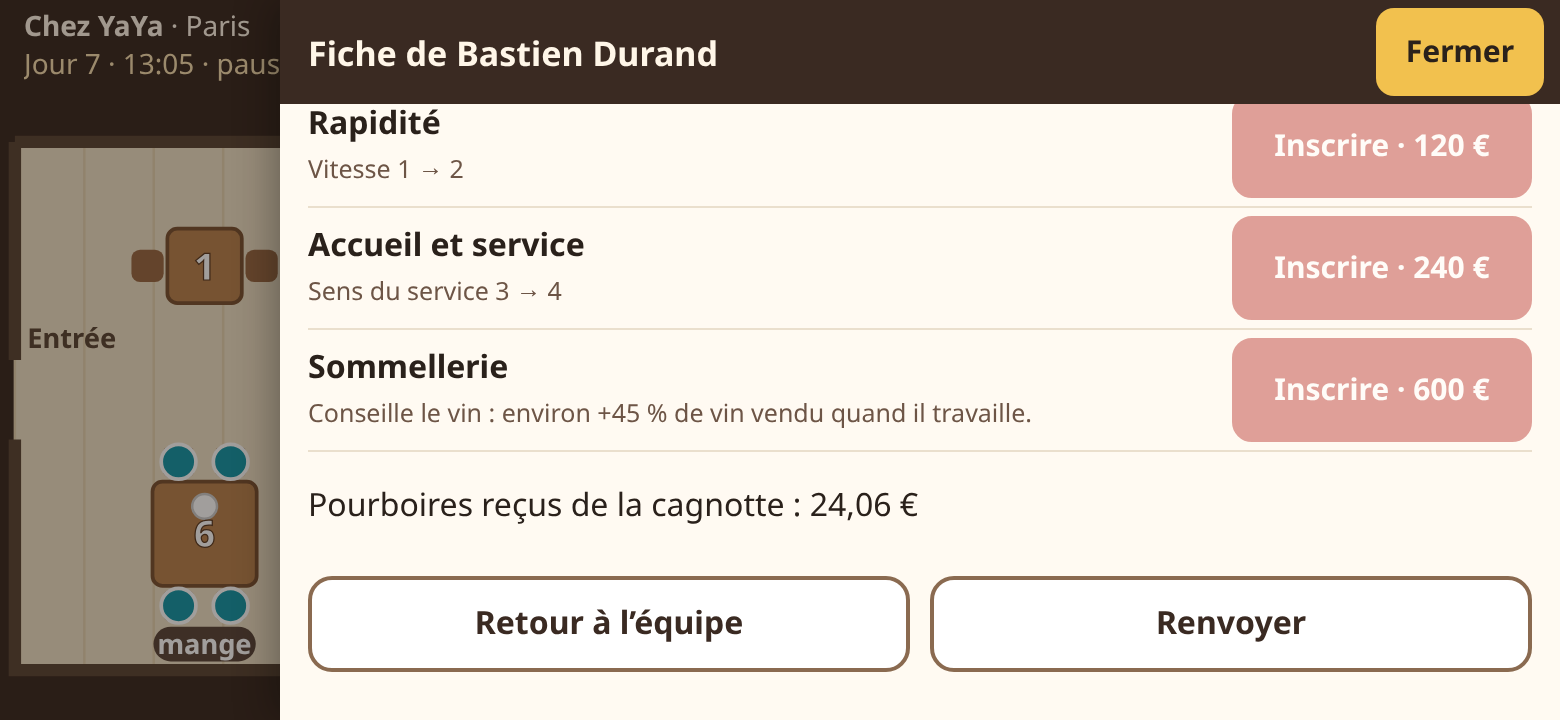 Chez YaYa · Paris
Jour 7 · 13:05 · paus
Fiche de Bastien Durand
Fermer
Rapidité
Vitesse 1 → 2
Inscrire · 120 €
Accueil et service
Sens du service 3 → 4
Inscrire · 240 €
Sommellerie
Conseille le vin : environ +45 % de vin vendu quand il travaille.
Inscrire · 600 €
Pourboires reçus de la cagnotte : 24,06 €
Retour à l’équipe
Renvoyer
1
Entrée
6
mange